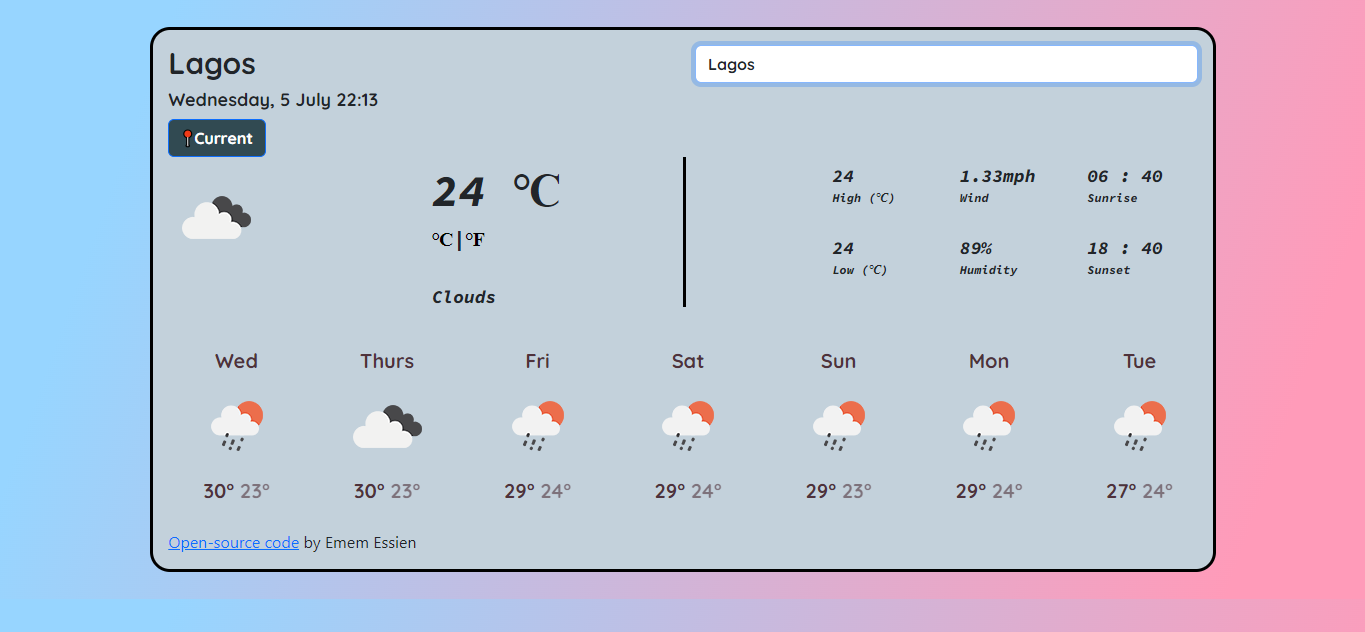 Lagos
Lagos
Wednesday, 5 July 22:13
Current
24 °C
°C|°F
Clouds
24 1.33mph 06 : 40
High (°C) Wind Sunrise
24 89% 18 : 40
Low (°C) Humidity Sunset
Wed Thurs Fri Sat Sun Mon Tue
30° 23° 30° 23° 29° 24° 29° 24° 29° 23° 29° 24° 27° 24°
Open-source code by Emem Essien